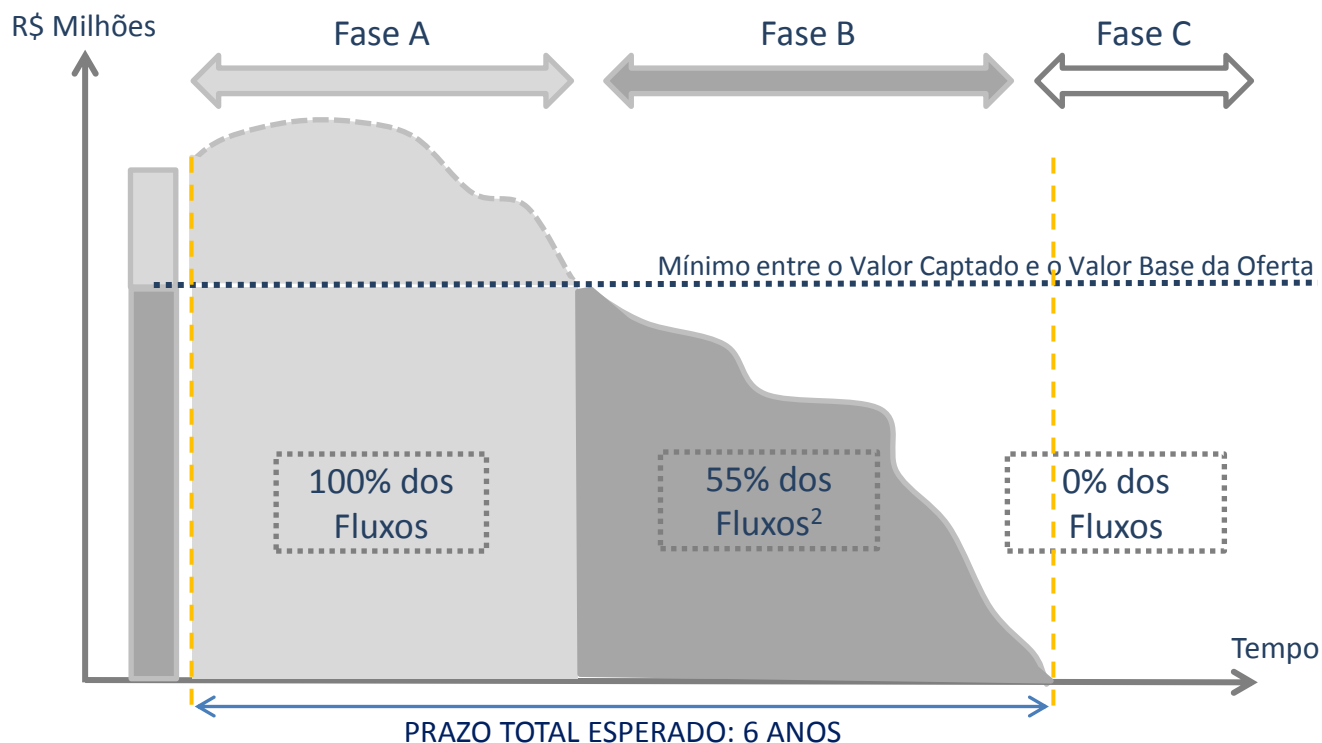 R$ Milhões
Fase A
Fase B
Fase C
Mínimo entre o Valor Captado e o Valor Base da Oferta
100% dos
Fluxos
55% dos
Fluxos²
0% dos
Fluxos
Tempo
PRAZO TOTAL ESPERADO: 6 ANOS